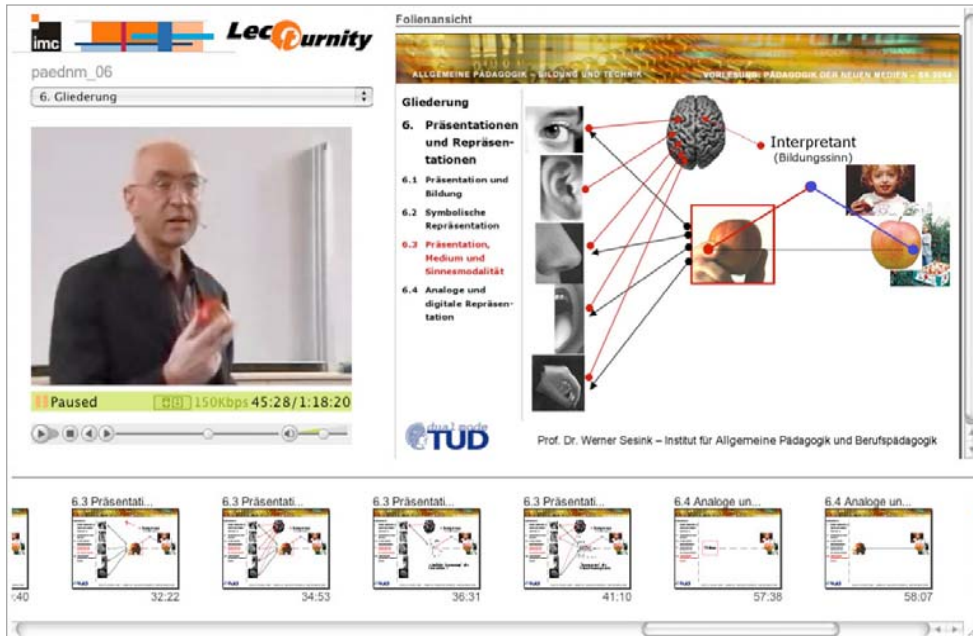 imc
Lecturnity
paednm_06
6. Gliederung
Paused
150Kbps 45:28/1:18:20
Folienansicht
ALLGEMEINE PÄDAGOGIK – BILDUNG UND TECHNIK
VORLESUNG: PÄDAGOGIK DER NEUEN MEDIEN –
Gliederung
6. Präsentationen
und Repräsen-
tationen
6.1 Präsentation und
Bildung
6.2 Symbolische
Repräsentation
6.3 Präsentation,
Medium und
Sinnesmodalität
6.4 Analoge und
digitale Repräsen-
tation
Interpretant
(Bildungssinn)
dual mode
TUD
Prof. Dr. Werner Sesink – Institut für Allgemeine Pädagogik und Berufspädagogik
6.3 Präsentati...
6.3 Präsentati...
6.3 Präsentati...
6.3 Präsentati...
6.4 Analoge un...
6.4 Analoge un...
:40
32:22
34:53
36:31
41:10
57:38
58:07